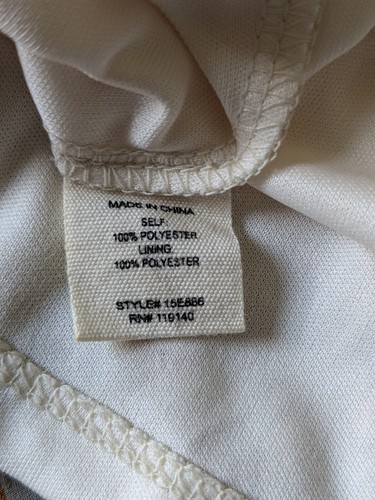 MADE IN CHINA
SELF:
100% POLYESTER
LINING:
100% POLYESTER
STYLE# 15E886
RN# 119140